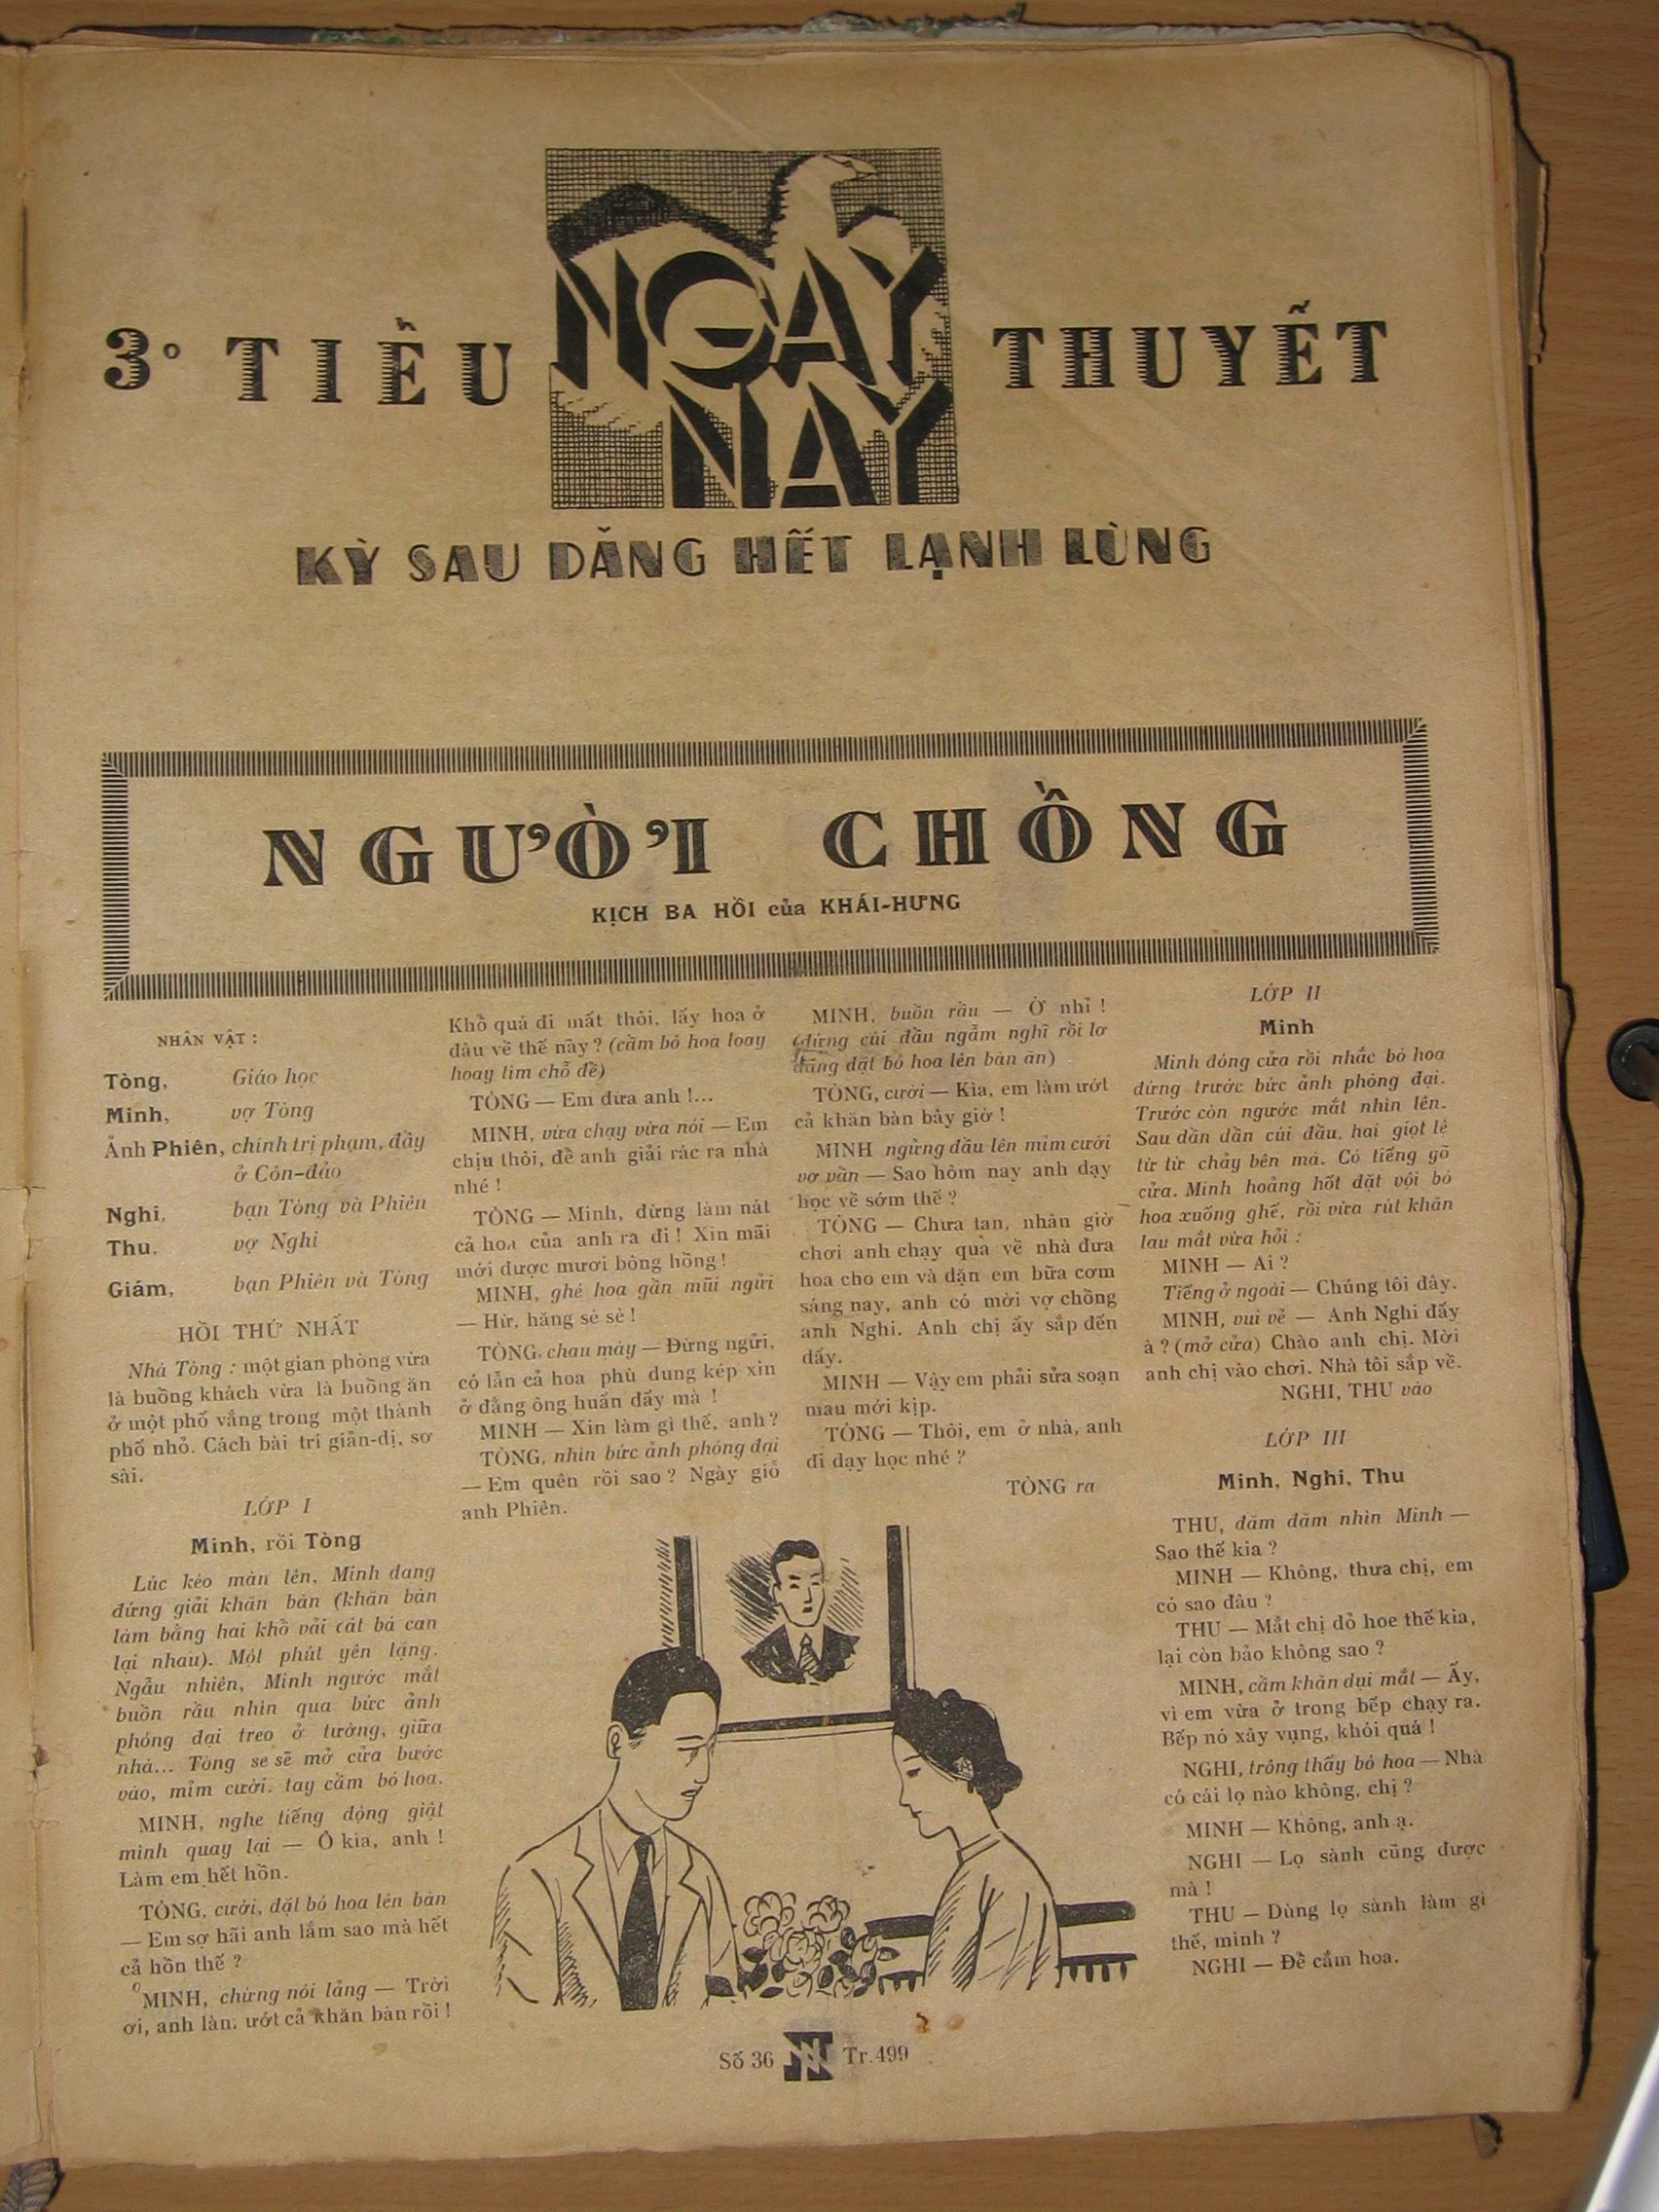 3° TIỂU THUYẾT
NGAY
NAY
KỲ SAU ĐĂNG HẾT LẠNH LÙNG
NGƯỜI CHỒNG
KỊCH BA HỒI của KHÁI-HƯNG
NHÂN VẬT :
Tòng, Giáo học
Minh, vợ Tòng
Ảnh Phiên, chính trị phạm, đầy
ở Côn-đảo
Nghi, bạn Tòng và Phiên
Thu, vợ Nghi
Giám, bạn Phiên và Tòng
HỒI THỨ NHẤT
Nhà Tòng : một gian phòng vừa
là buồng khách vừa là buồng ăn
ở một phố vắng trong một thành
phố nhỏ. Cách bài trí giản-dị, sơ
sài.
LỚP I
Minh, rồi Tòng
Lúc kéo màn lên, Minh đang
đứng giải khăn bàn (khăn bàn
làm bằng hai khổ vải cát bá can
lại nhau). Một phút yên lặng.
Ngẫu nhiên, Minh ngước mắt
buồn rầu nhìn qua bức ảnh
phóng đại treo ở tường, giữa
nhà... Tòng se sẽ mở cửa bước
vào, mỉm cười. tay cầm bó hoa.
MINH, nghe tiếng động giật
mình quay lại — Ô kìa, anh !
Làm em hết hồn.
TÒNG, cười, đặt bó hoa lên bàn
— Em sợ hãi anh lắm sao mà hết
cả hồn thế ?
MINH, chừng nói lảng — Trời
ơi, anh làm ướt cả khăn bàn rồi !
Khổ quá đi mất thôi, lấy hoa ở
đâu về thế này ? (cầm bó hoa loay
hoay tìm chỗ để)
TÒNG — Em đừa anh !...
MINH, vừa chạy vừa nói — Em
chịu thôi, để anh giải rác ra nhà
nhé !
TÒNG — Minh, đừng làm nát
cả hoa của anh ra đi ! Xin mãi
mới được mươi bông hồng !
MINH, ghé hoa gần mũi ngửi
— Hừ, hăng sè sè !
TÒNG, chau mày — Đừng ngửi,
có lẫn cả hoa phù dung kép xin
ở đằng ông huấn đấy mà !
MINH — Xin làm gì thế, anh ?
TÒNG, nhìn bức ảnh phóng đại
— Em quên rồi sao ? Ngày giỗ
anh Phiên.
MINH, buồn rầu — Ờ nhỉ !
(đứng cúi đầu ngẫm nghĩ rồi lơ
đãng đặt bó hoa lên bàn ăn)
TÒNG, cười — Kìa, em làm ướt
cả khăn bàn bây giờ !
MINH ngửng đầu lên mỉm cười
vơ vẩn — Sao hôm nay anh dạy
học về sớm thế ?
TÒNG — Chưa tan, nhân giờ
chơi anh chạy qua về nhà đưa
hoa cho em và dặn em bữa cơm
sáng nay, anh có mời vợ chồng
anh Nghi. Anh chị ấy sắp đến
đấy.
MINH — Vậy em phải sửa soạn
mau mới kịp.
TÒNG — Thôi, em ở nhà, anh
đi dạy học nhé ?
TÒNG ra
LỚP II
Minh
Minh đóng cửa rồi nhắc bó hoa
đứng trước bức ảnh phóng đại.
Trước còn ngước mắt nhìn lên.
Sau dần dần cúi đầu, hai giọt lệ
từ từ chảy bên má. Có tiếng gõ
cửa. Minh hoảng hốt đặt vội bó
hoa xuống ghế, rồi vừa rút khăn
lau mắt vừa hỏi :
MINH — Ai ?
Tiếng ở ngoài — Chúng tôi đây.
MINH, vui vẻ — Anh Nghi đấy
à ? (mở cửa) Chào anh chị. Mời
anh chị vào chơi. Nhà tôi sắp về.
NGHI, THU vào
LỚP III
Minh, Nghi, Thu
THU, đăm đăm nhìn Minh —
Sao thế kia ?
MINH — Không, thưa chị, em
có sao đâu ?
THU — Mắt chị đỏ hoe thế kia,
lại còn bảo không sao ?
MINH, cầm khăn dụi mắt — Ấy,
vì em vừa ở trong bếp chạy ra.
Bếp nó xây vụng, khói quá !
NGHI, trông thấy bó hoa — Nhà
có cái lọ nào không, chị ?
MINH — Không, anh ạ.
NGHI — Lọ sành cũng được
mà !
THU — Dùng lọ sành làm gì
thế, mình ?
NGHI — Để cắm hoa.
Số 36 NN Tr.499